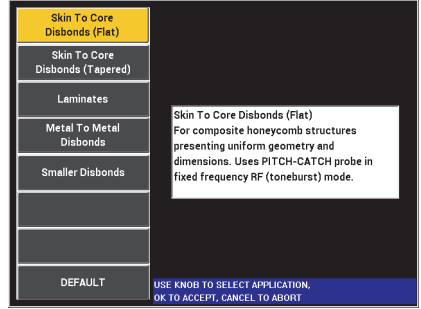 Skin To Core
Disbonds (Flat)
Skin To Core
Disbonds (Tapered)
Laminates
Metal To Metal
Disbonds
Smaller Disbonds
DEFAULT
Skin To Core Disbonds (Flat)
For composite honeycomb structures
presenting uniform geometry and
dimensions. Uses PITCH-CATCH probe in
fixed frequency RF (toneburst) mode.
USE KNOB TO SELECT APPLICATION,
OK TO ACCEPT, CANCEL TO ABORT